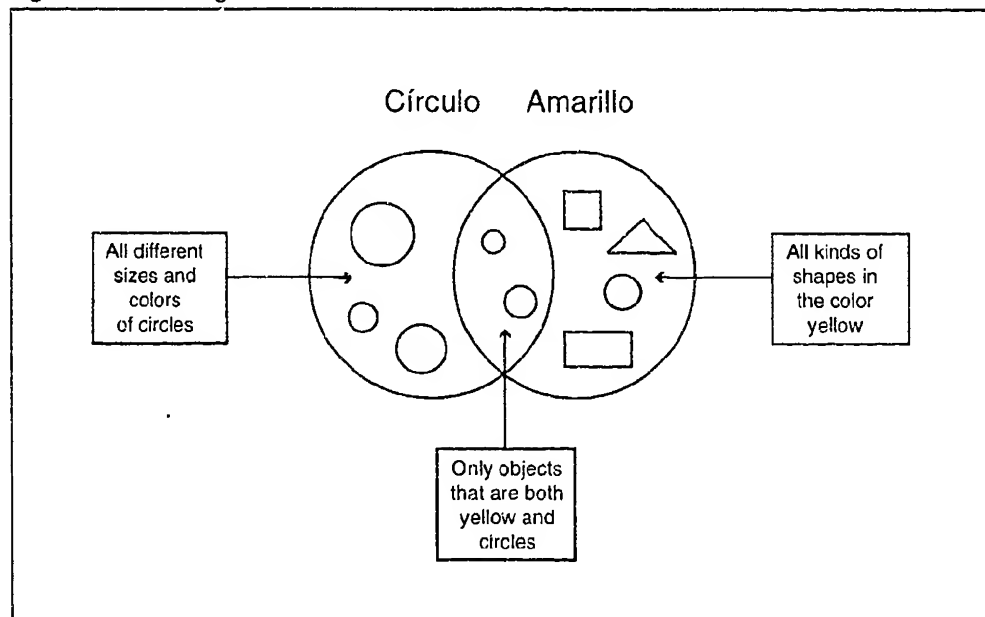 Círculo Amarillo
All different
sizes and
colors
of circles
All kinds of
shapes in
the color
yellow
Only objects
that are both
yellow and
circles